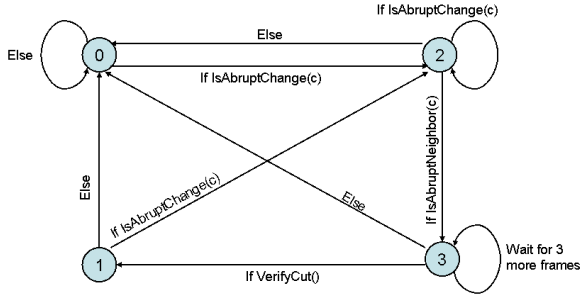 If IsAbruptChange(c)
Else
Else
0
2
If IsAbruptChange(c)
Else
If IsAbruptChange(c)
Else
If IsAbruptNeighbor(c)
1
3
Wait for 3
more frames
If VerifyCut()